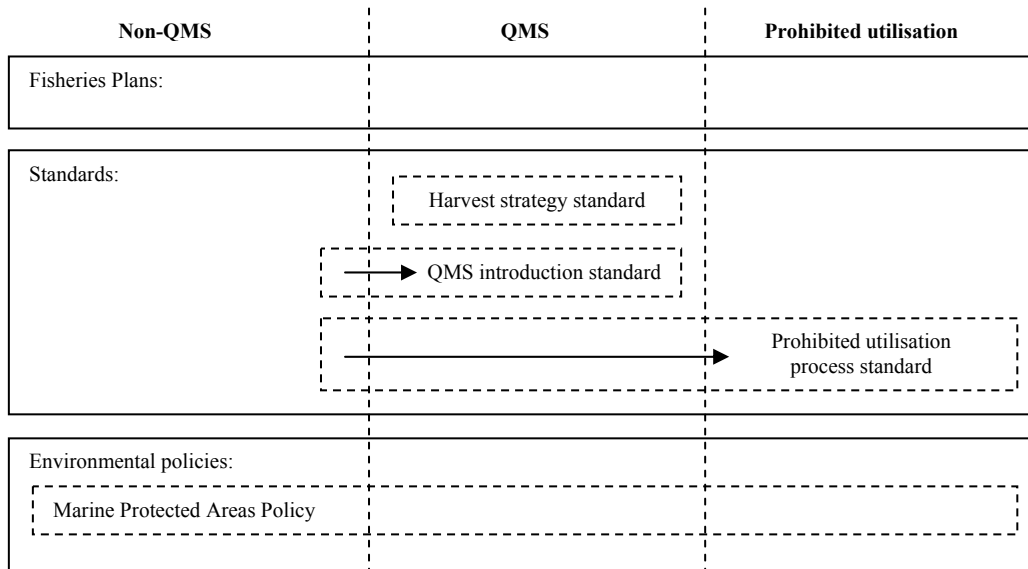 Non-QMS
QMS
Prohibited utilisation
Fisheries Plans:
Standards:
Harvest strategy standard
QMS introduction standard
Prohibited utilisation
process standard
Environmental policies:
Marine Protected Areas Policy